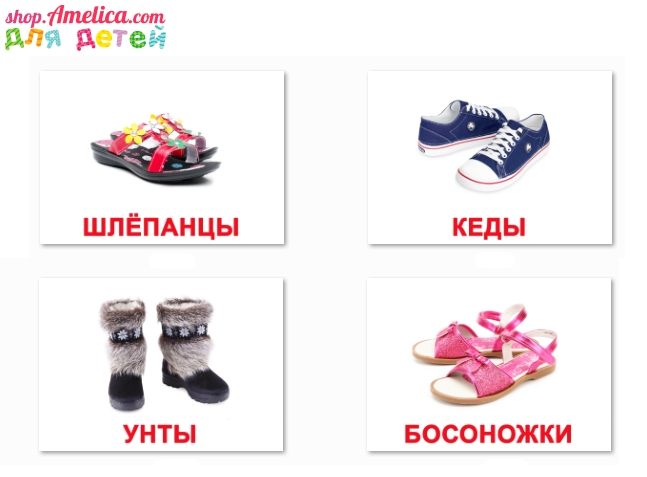 shop.Amelica.com
для детей
ШЛЁПАНЦЫ
КЕДЫ
УНТЫ
БОСОНОЖКИ